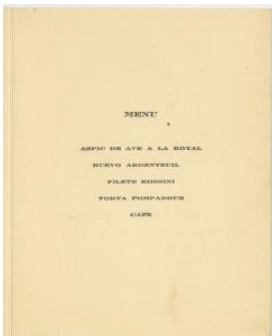 MENU
ASPIC DE AVE A LA ROYAL
HUEVO ARGENTEUIL
FILETE ROSSINI
TORTA POMPADOUR
CAFE